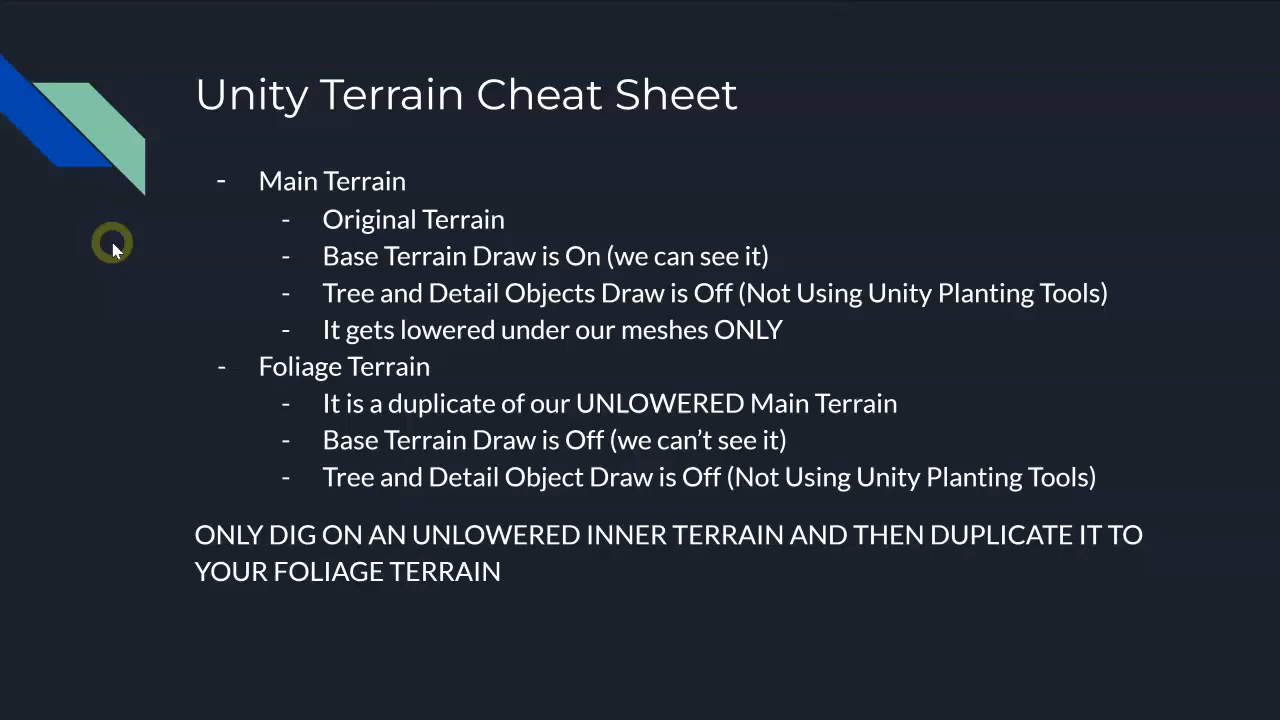 Unity Terrain Cheat Sheet
- Main Terrain
- Original Terrain
- Base Terrain Draw is On (we can see it)
- Tree and Detail Objects Draw is Off (Not Using Unity Planting Tools)
- It gets lowered under our meshes ONLY
- Foliage Terrain
- It is a duplicate of our UNLOWERED Main Terrain
- Base Terrain Draw is Off (we can’t see it)
- Tree and Detail Object Draw is Off (Not Using Unity Planting Tools)
ONLY DIG ON AN UNLOWERED INNER TERRAIN AND THEN DUPLICATE IT TO
YOUR FOLIAGE TERRAIN